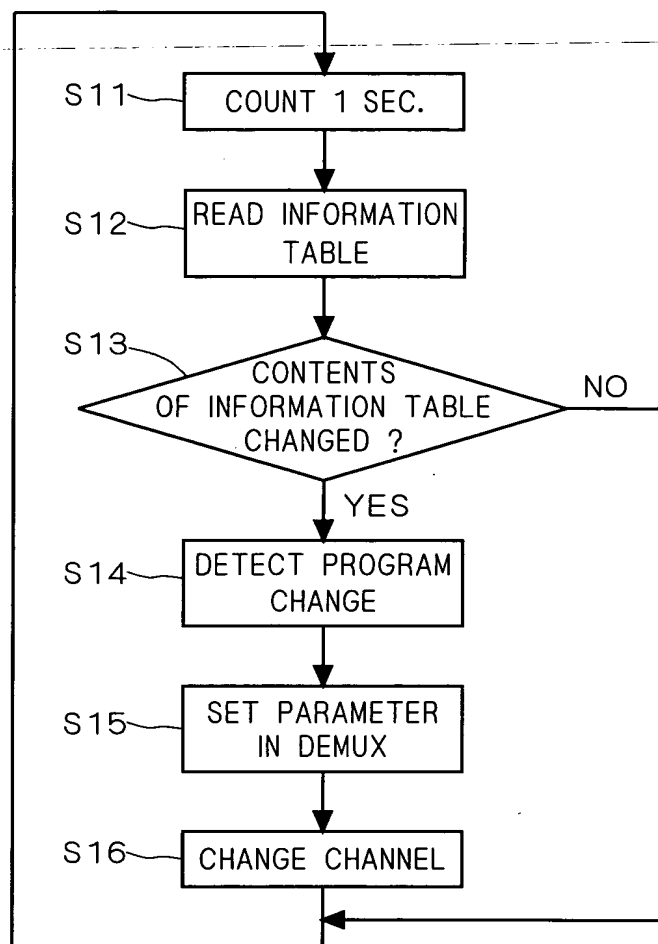 S11
COUNT 1 SEC.
S12
READ INFORMATION
TABLE
S13
CONTENTS
OF INFORMATION TABLE
CHANGED ?
NO
YES
S14
DETECT PROGRAM
CHANGE
S15
SET PARAMETER
IN DEMUX
S16
CHANGE CHANNEL